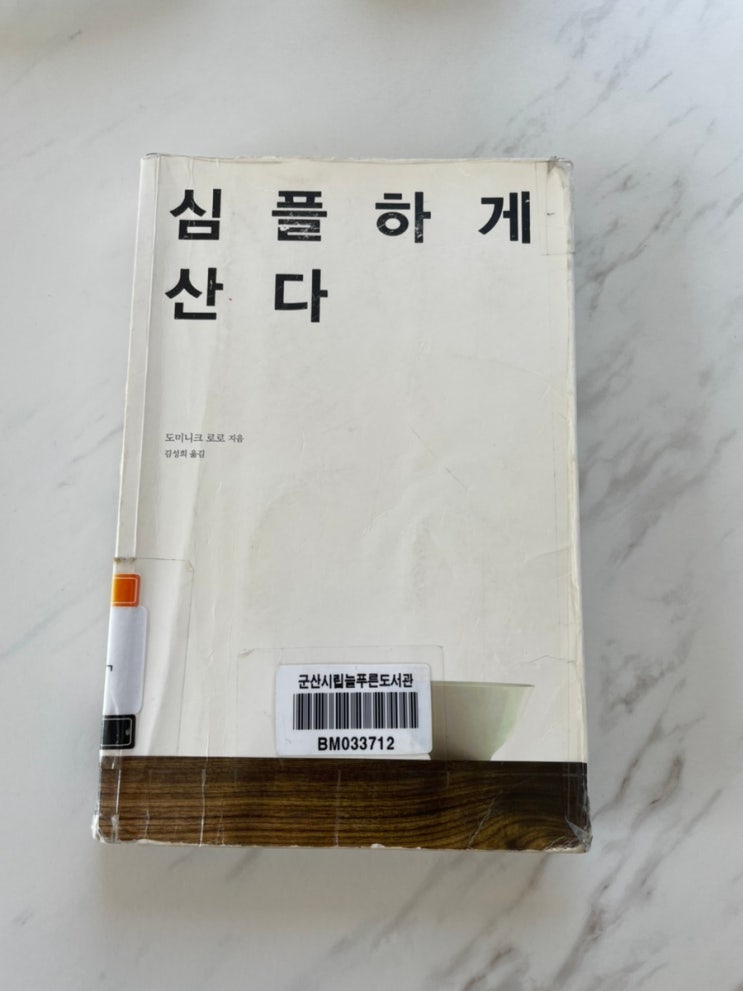 심플하게
산다
도미니크 로로 지음
김성희 옮김
군산시립늘푸른도서관
BM033712